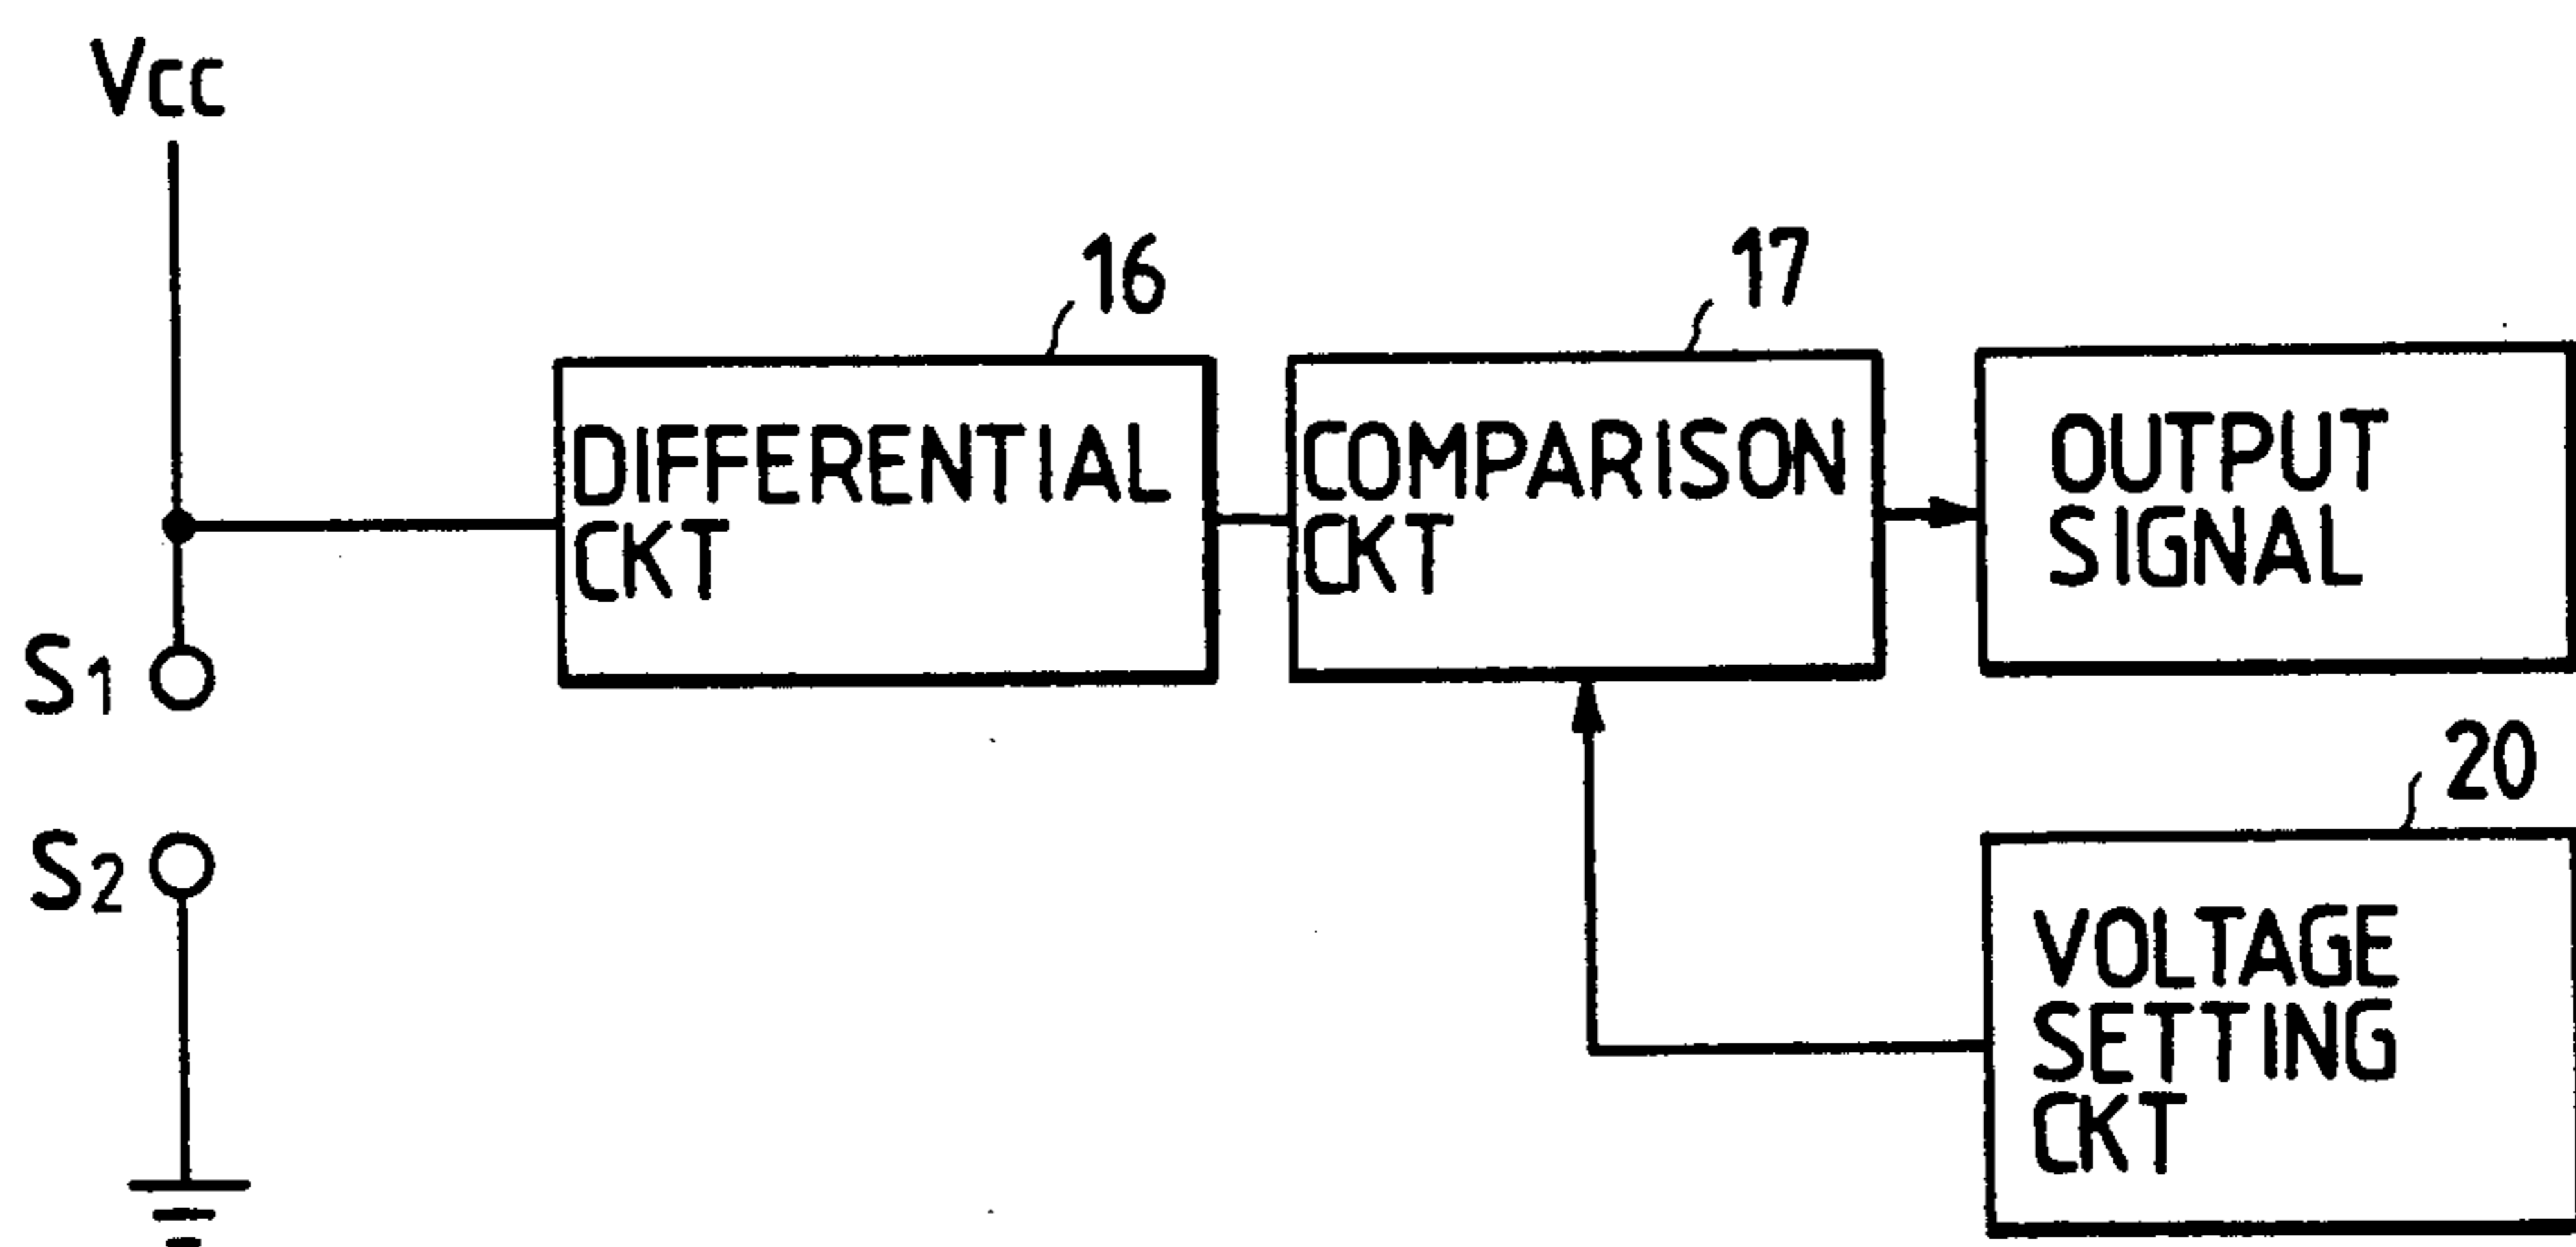 Vcc
16
17
DIFFERENTIAL
CKT
COMPARISON
CKT
OUTPUT
SIGNAL
S1
S2
20
VOLTAGE
SETTING
CKT